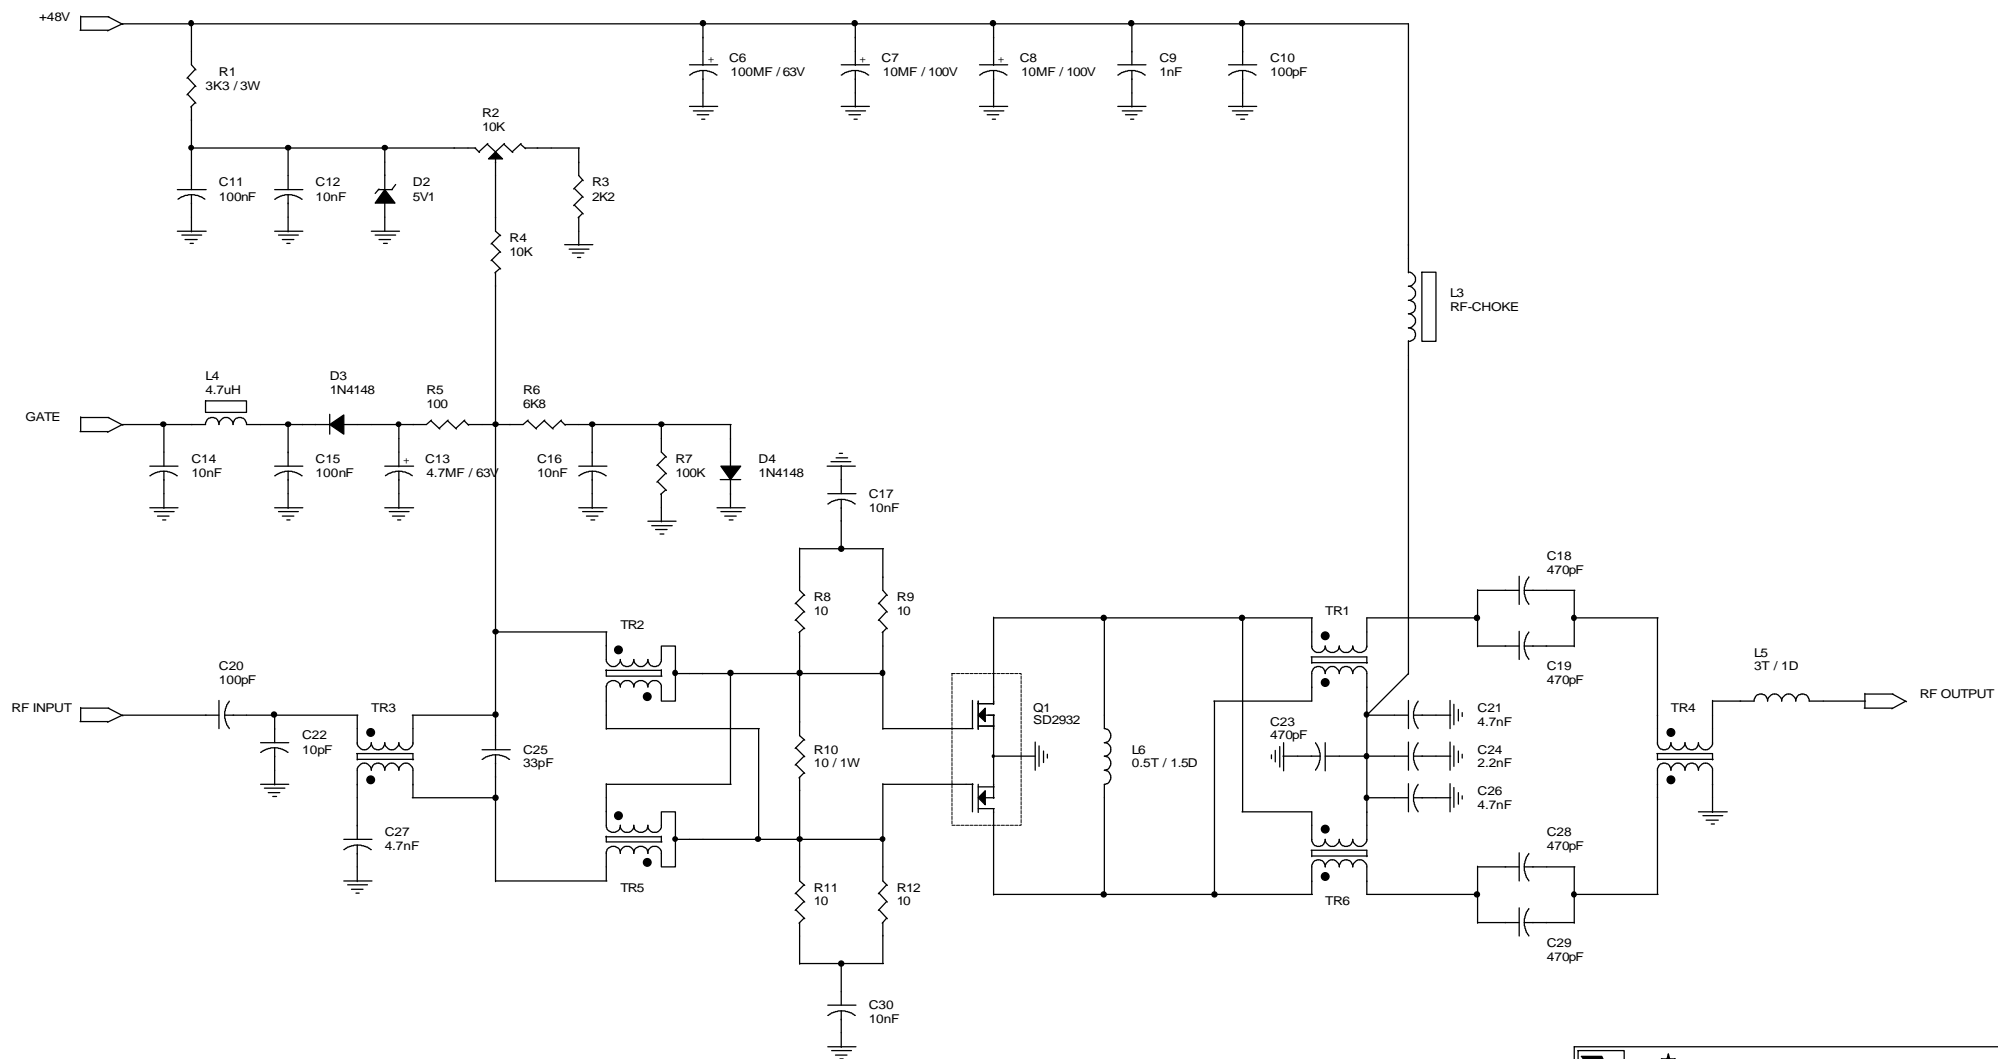 +48V
R1
3K3 / 3W
C6
100MF / 63V
+
C7
10MF / 100V
+
C8
10MF / 100V
+
C9
1nF
C10
100pF
R2
10K
C11
100nF
C12
10nF
D2
5V1
R3
2K2
R4
10K
L3
RF-CHOKE
GATE
L4
4.7uH
D3
1N4148
R5
100
R6
6K8
C14
10nF
C15
100nF
+
C13
4.7MF / 63V
C16
10nF
R7
100K
D4
1N4148
C17
10nF
R8
10
R9
10
TR2
TR1
C18
470pF
C19
470pF
L5
3T / 1D
RF INPUT
C20
100pF
C22
10pF
TR3
C25
33pF
R10
10 / 1W
Q1
SD2932
L6
0.5T / 1.5D
C23
470pF
C21
4.7nF
C24
2.2nF
C26
4.7nF
TR4
RF OUTPUT
C27
4.7nF
TR5
R11
10
R12
10
TR6
C28
470pF
C29
470pF
C30
10nF